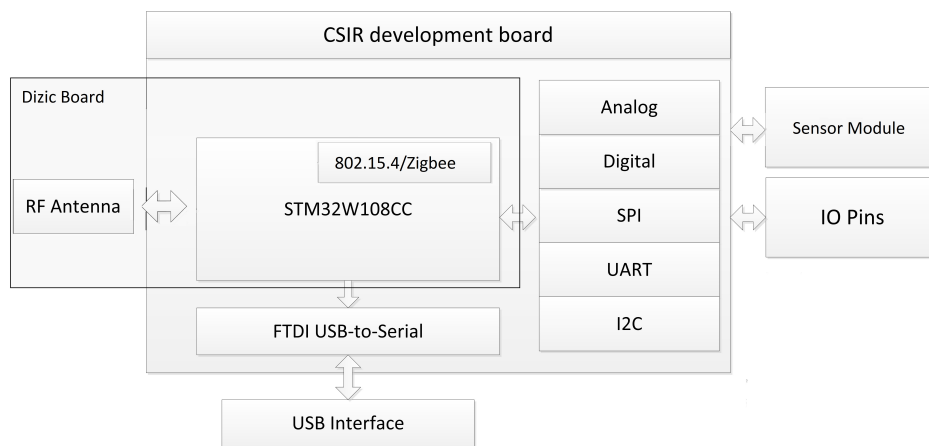 CSIR development board
Dizic Board
Analog
Sensor Module
802.15.4/Zigbee
Digital
RF Antenna
STM32W108CC
SPI
IO Pins
UART
FTDI USB-to-Serial
I2C
USB Interface